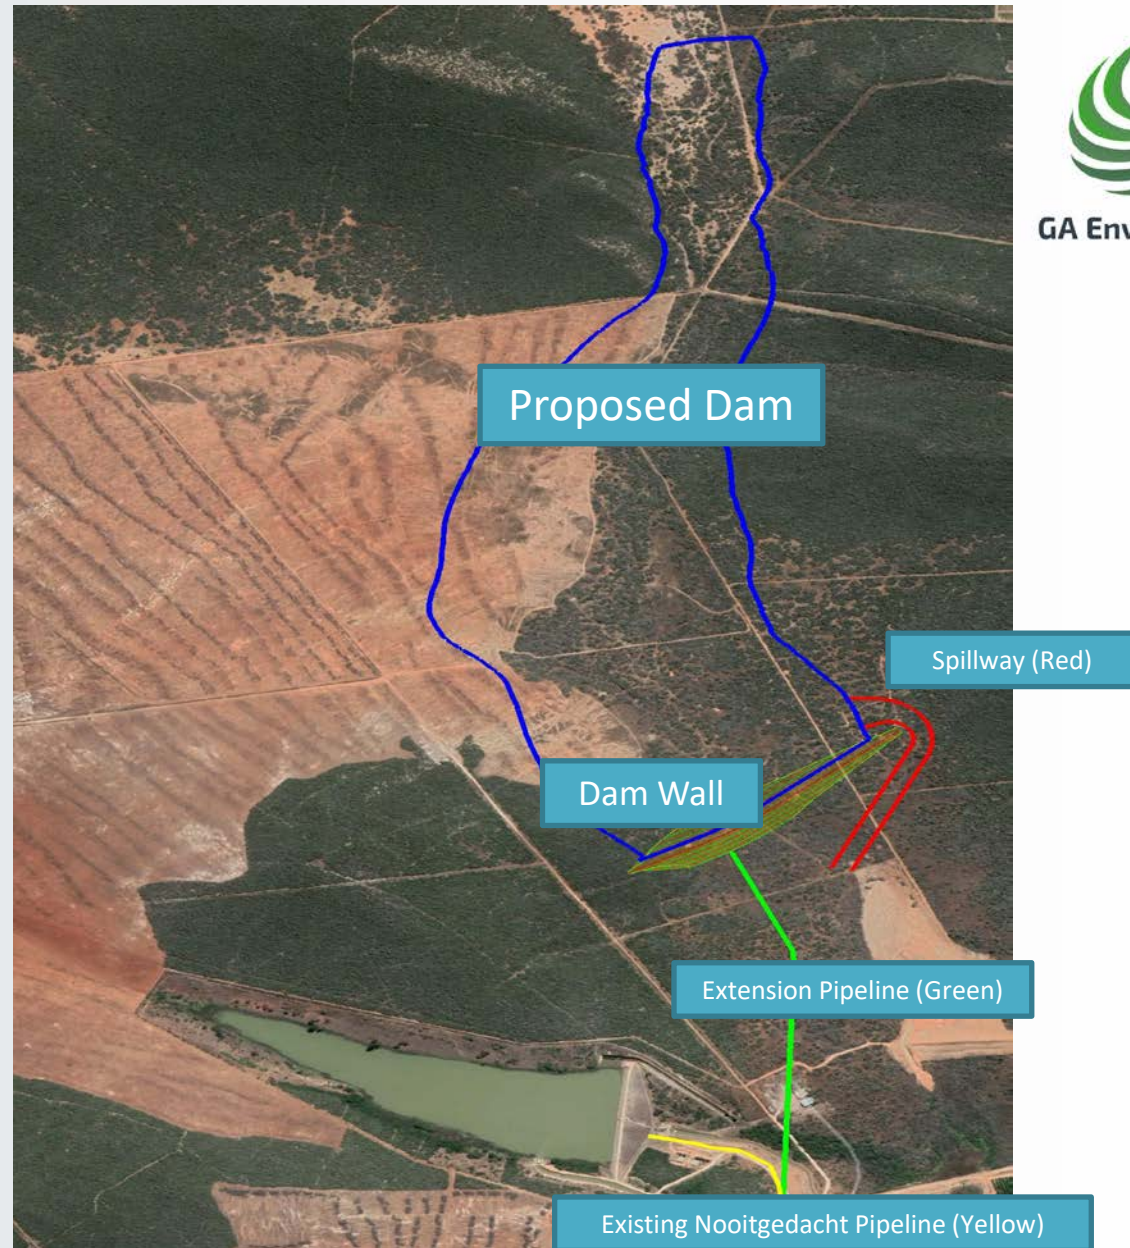 GA Env
Proposed Dam
Spillway (Red)
Dam Wall
Extension Pipeline (Green)
Existing Nooitgedacht Pipeline (Yellow)